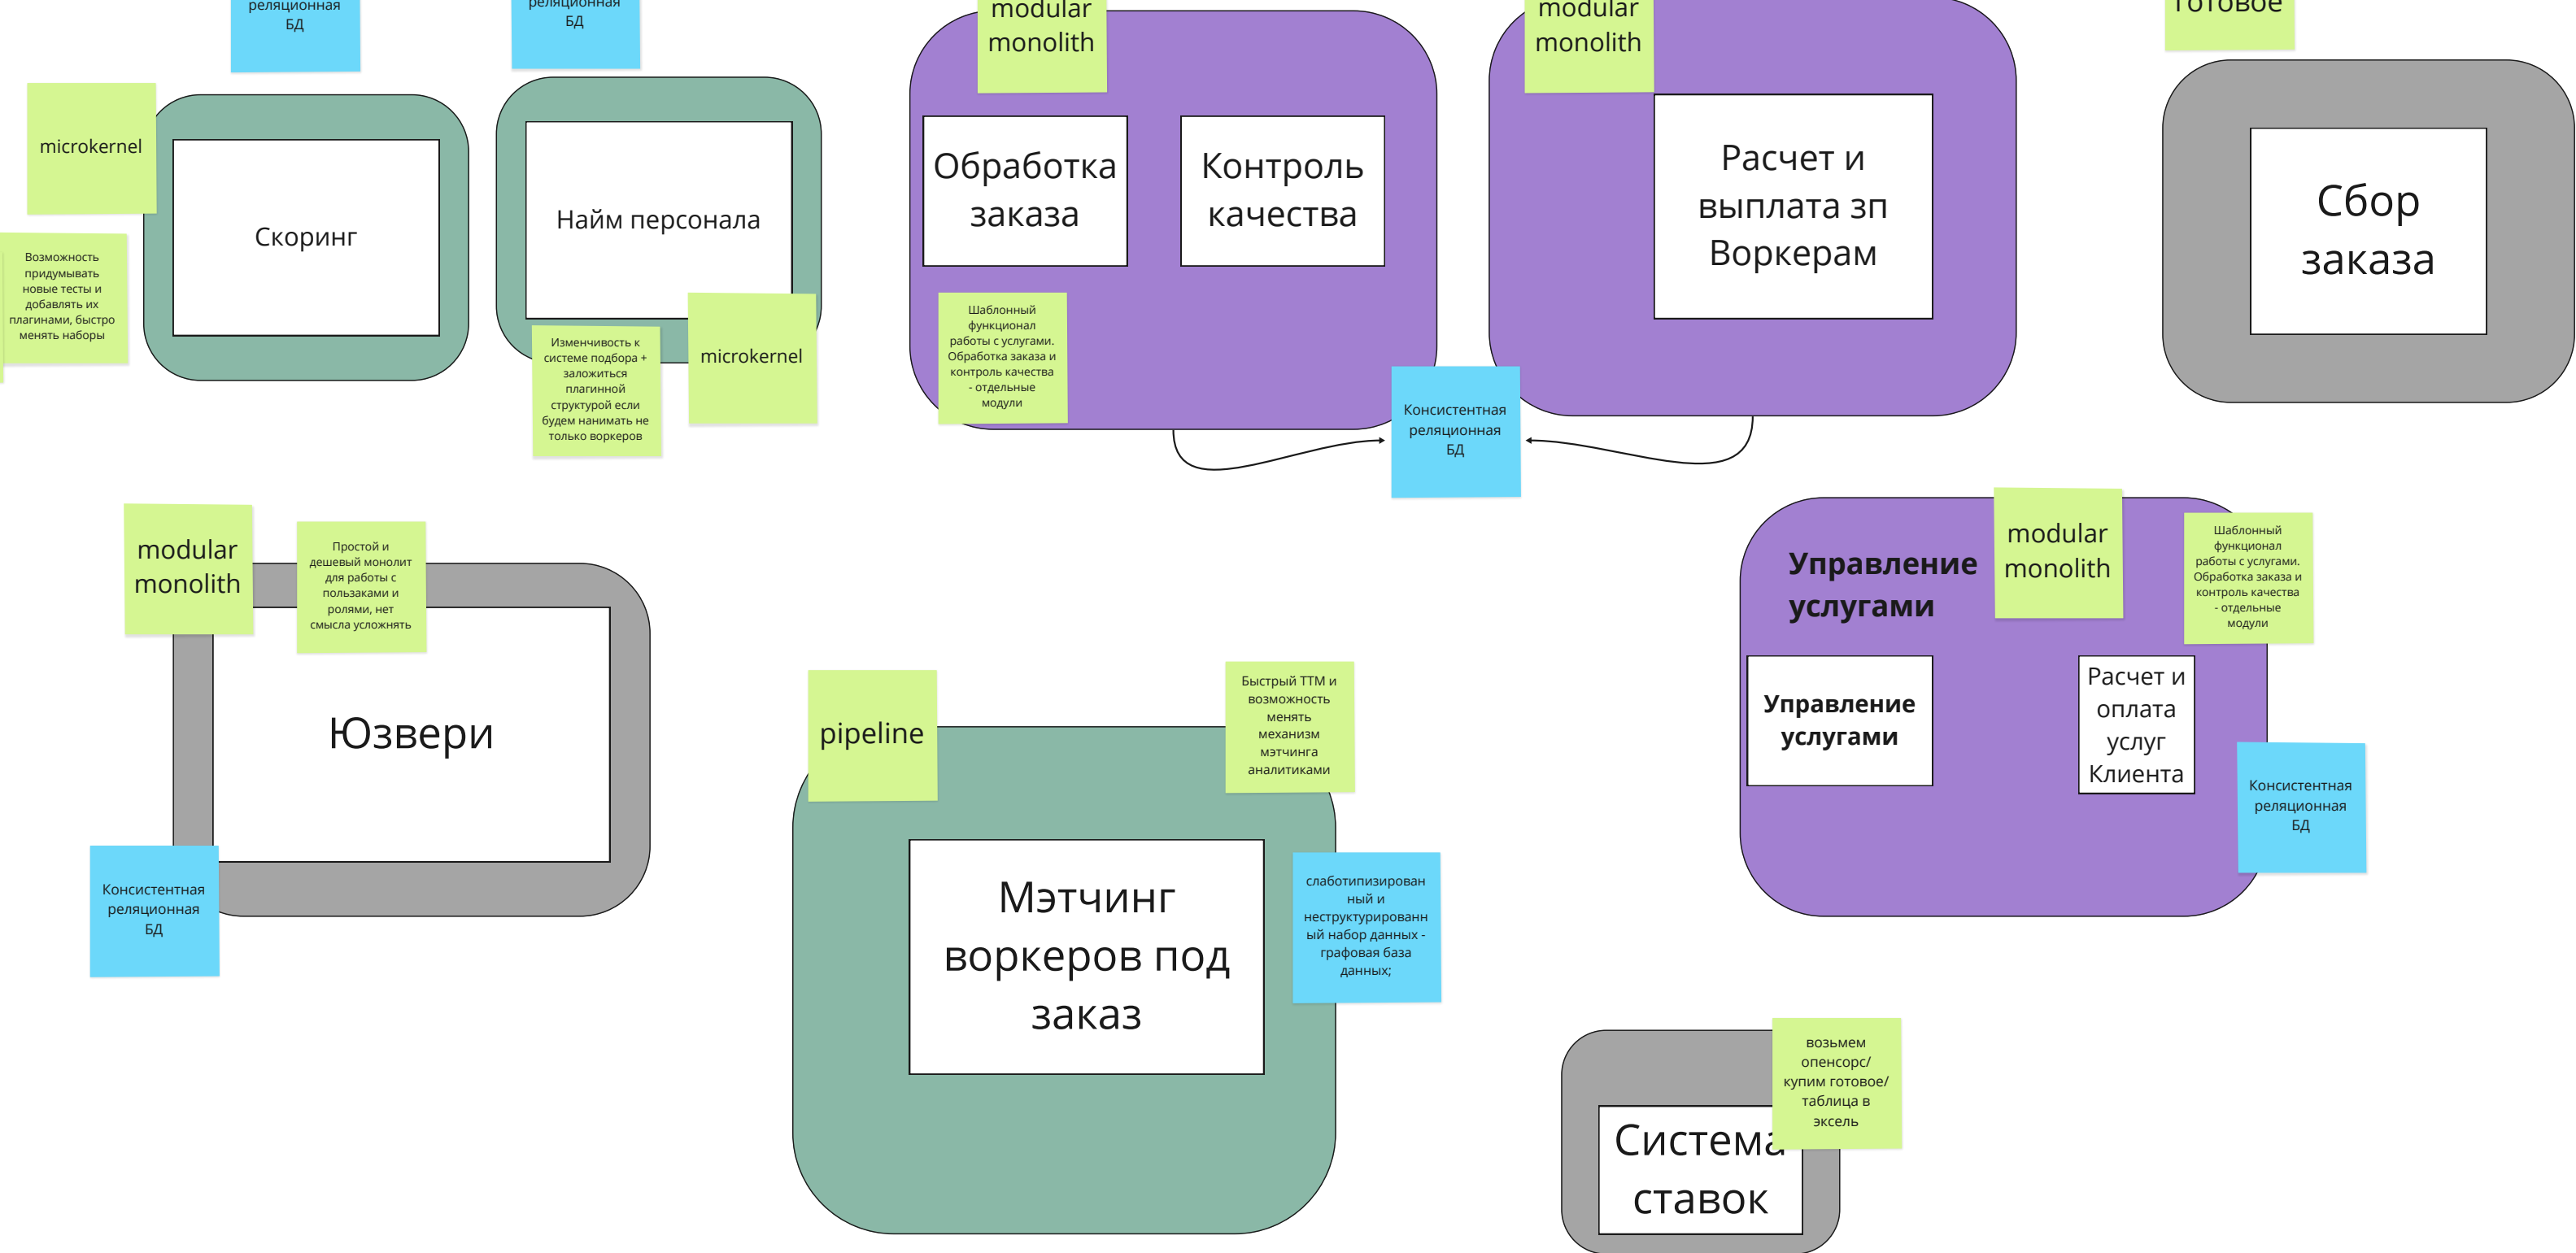 реляционная
БД
реляционная
БД
modular
monolith
modular
monolith
готовое
microkernel
Скоринг
Возможность
придумывать
новые тесты и
добавлять их
плагинами, быстро
менять наборы
Найм персонала
Изменчивость к
системе подбора +
заложиться
плагинной
структурой если
будем нанимать не
только воркеров
microkernel
Обработка
заказа
Контроль
качества
Шаблонный
функционал
работы с услугами.
Обработка заказа и
контроль качества
- отдельные
модули
Расчет и
выплата зп
Воркерам
Консистентная
реляционная
БД
Сбор
заказа
modular
monolith
Простой и
дешевый монолит
для работы с
пользаками и
ролями, нет
смысла усложнять
Юзвери
Консистентная
реляционная
БД
pipeline
Быстрый ТТМ и
возможность
менять
механизм
мэтчинга
аналитиками
Мэтчинг
воркеров под
заказ
слаботипизирован
ный и
неструктурированн
ый набор данных -
графовая база
данных;
Управление
услугами
modular
monolith
Шаблонный
функционал
работы с услугами.
Обработка заказа и
контроль качества
- отдельные
модули
Управление
услугами
Расчет и
оплата
услуг
Клиента
Консистентная
реляционная
БД
возьмем
опенсорс/
купим готовое/
таблица в
эксель
Система
ставок